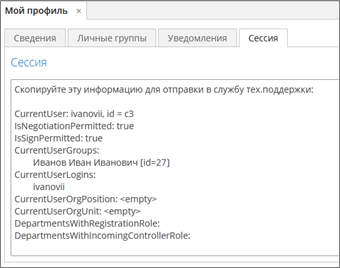 Мой профиль ×
Сведения Личные группы Уведомления Сессия
Сессия
Скопируйте эту информацию для отправки в службу тех.поддержки:
CurrentUser: ivanovii, id = c3
IsNegotiationPermitted: true
IsSignPermitted: true
CurrentUserGroups:
Иванов Иван Иванович [id=27]
CurrentUserLogins:
ivanovii
CurrentUserOrgPosition: <empty>
CurrentUserOrgUnit: <empty>
DepartmentsWithRegistrationRole:
DepartmentsWithIncomingControllerRole: